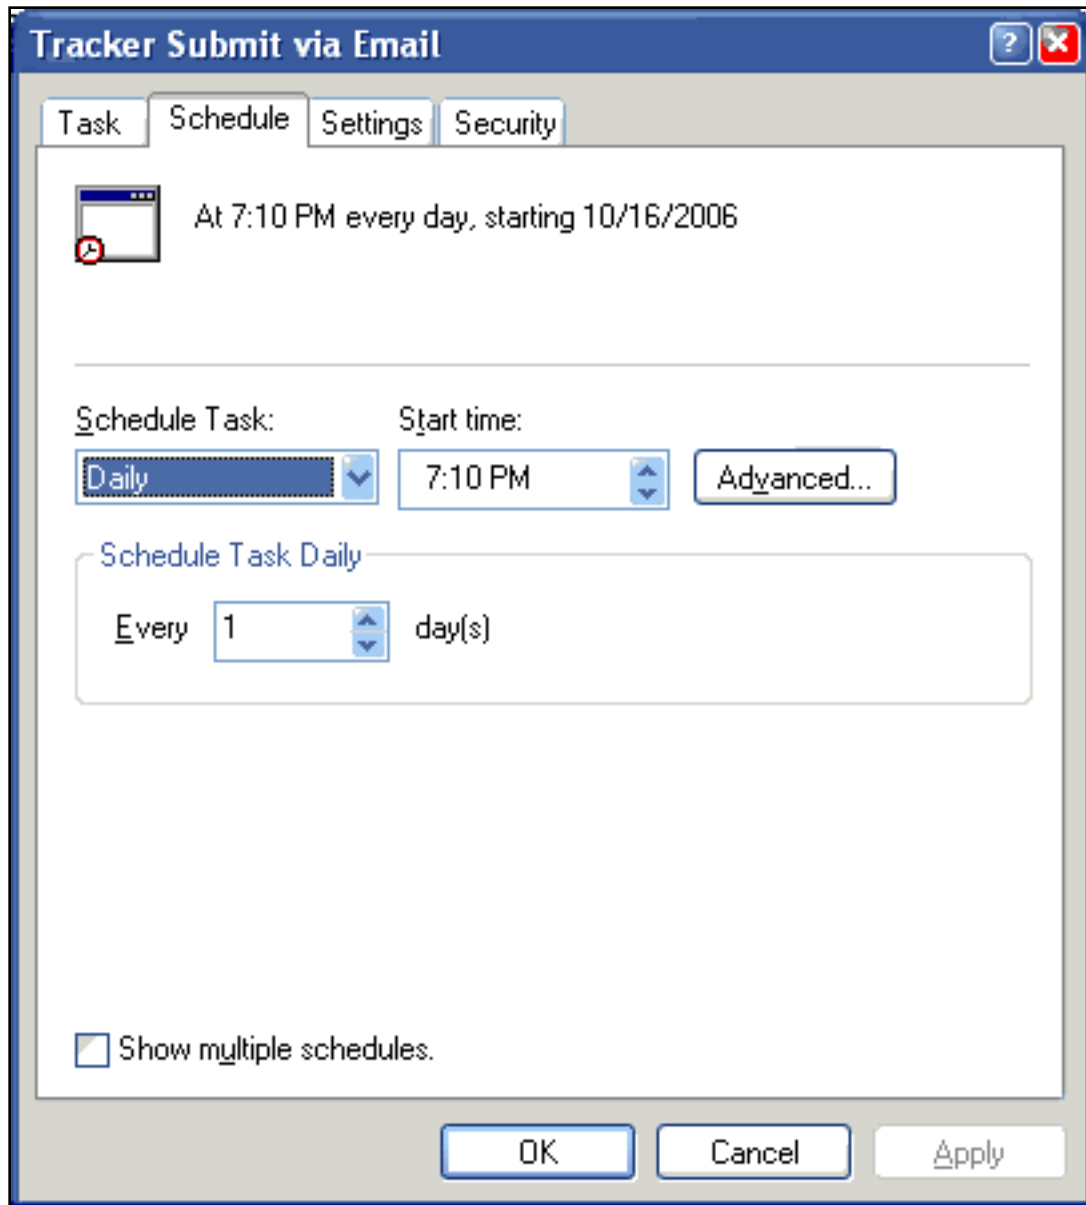 Tracker Submit via Email
Task Schedule Settings Security
At 7:10 PM every day, starting 10/16/2006
Schedule Task: Start time:
Daily 7:10 PM Advanced...
Schedule Task Daily
Every 1 day(s)
Show multiple schedules.
OK Cancel Apply